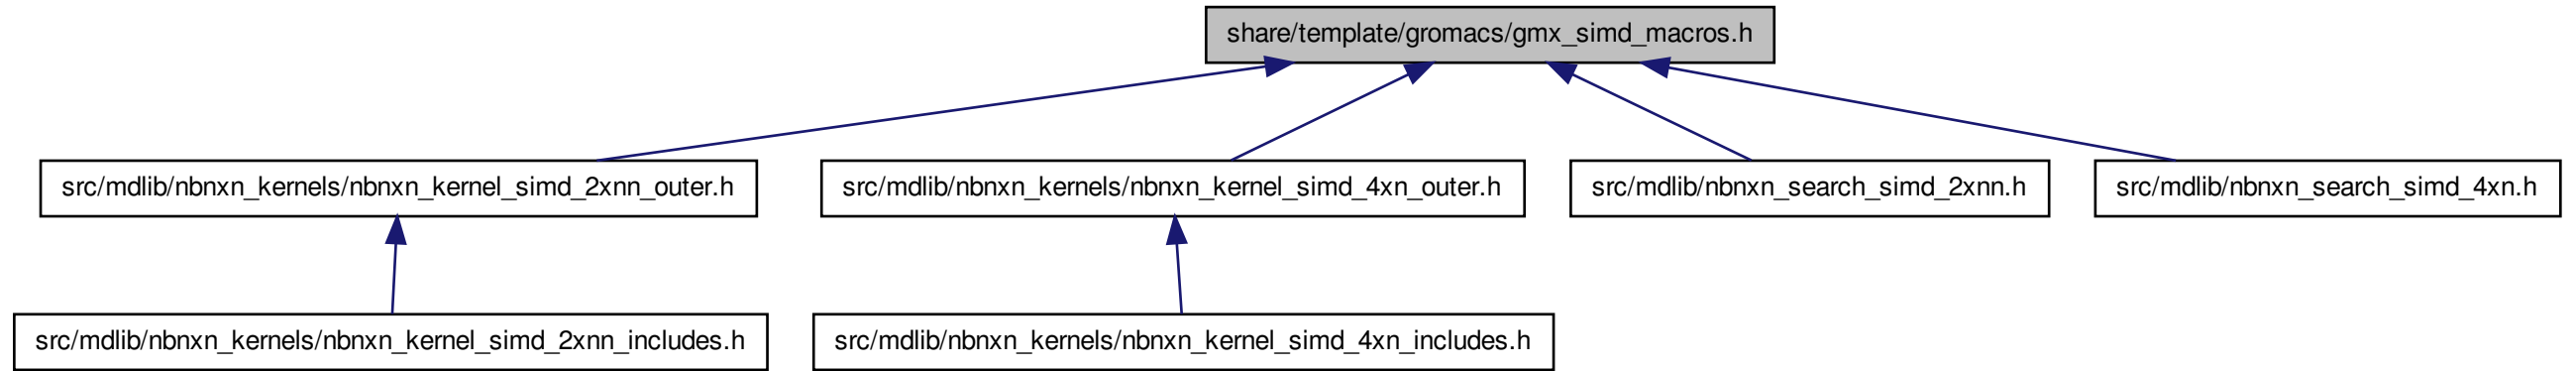 share/template/gromacs/gmx_simd_macros.h
src/mdlib/nbnxn_kernels/nbnxn_kernel_simd_2xnn_outer.h
src/mdlib/nbnxn_kernels/nbnxn_kernel_simd_4xn_outer.h
src/mdlib/nbnxn_search_simd_2xnn.h
src/mdlib/nbnxn_search_simd_4xn.h
src/mdlib/nbnxn_kernels/nbnxn_kernel_simd_2xnn_includes.h
src/mdlib/nbnxn_kernels/nbnxn_kernel_simd_4xn_includes.h